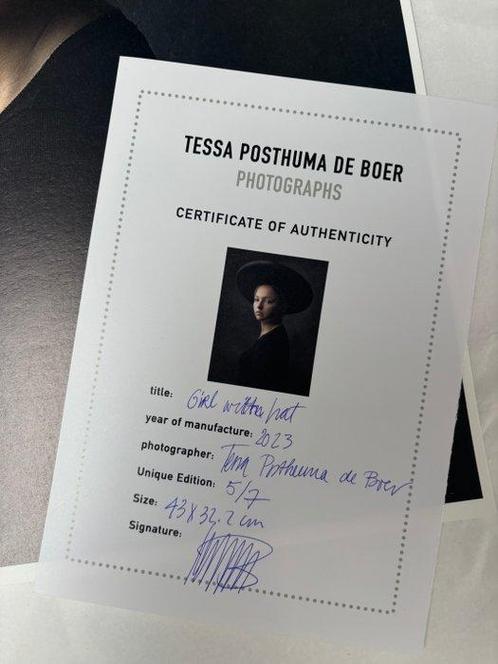 TESSA POSTHUMA DE BOER
PHOTOGRAPHS
CERTIFICATE OF AUTHENTICITY
title: Girl with hat
year of manufacture: 2023
photographer: Tessa Posthuma de Boer
Unique Edition: 5/7
Size: 43 x 32.2 cm
Signature: